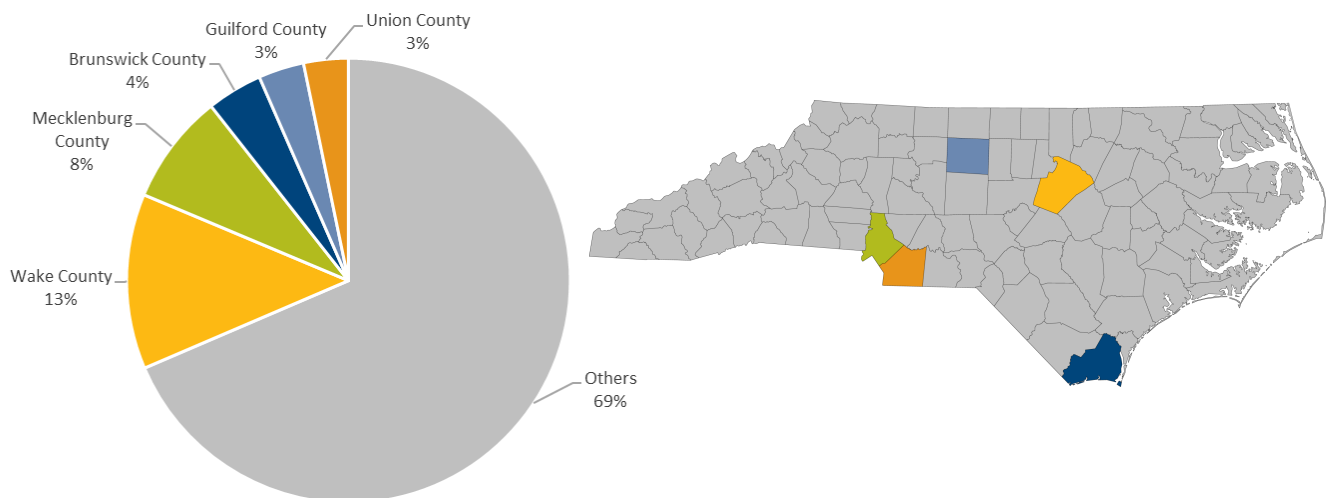 Union County
3%
Guilford County
3%
Brunswick County
4%
Mecklenburg
County
8%
Wake County
13%
Others
69%